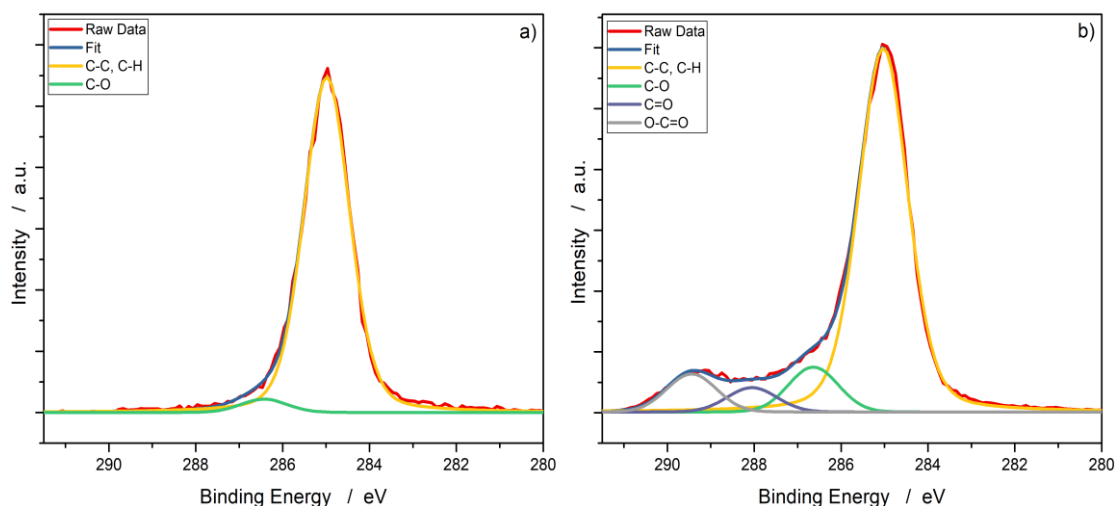 a)
Raw Data
Fit
C-C, C-H
C-O
Intensity / a.u.
290 288 286 284 282 280
Binding Energy / eV
b)
Raw Data
Fit
C-C, C-H
C-O
C=O
O-C=O
Intensity / a.u.
290 288 286 284 282 280
Binding Energy / eV